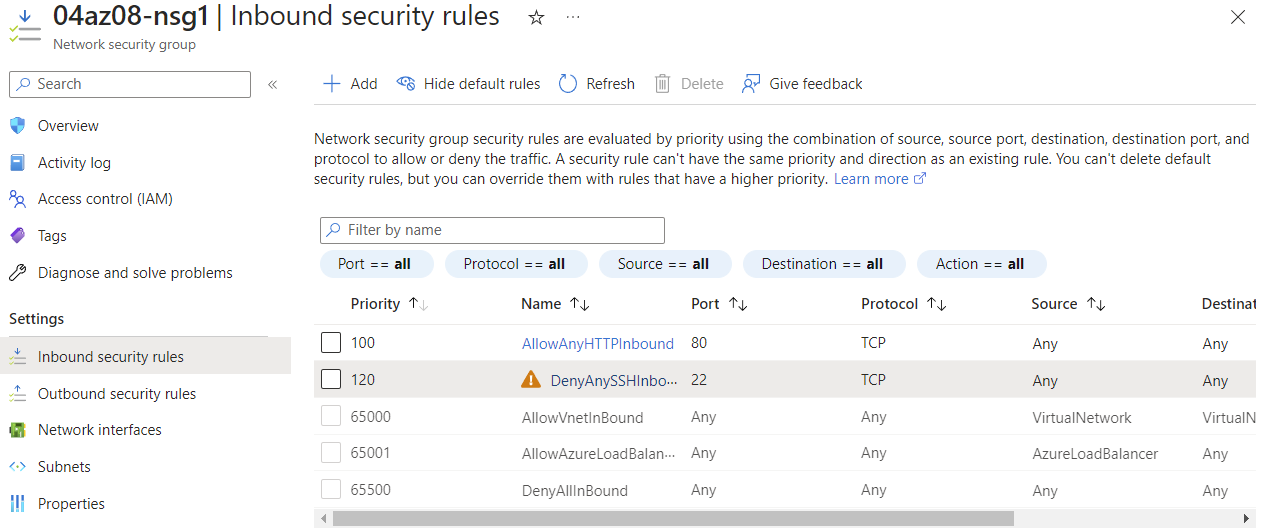 04az08-nsg1 | Inbound security rules
Network security group
Search
Overview
Activity log
Access control (IAM)
Tags
Diagnose and solve problems
Settings
Inbound security rules
Outbound security rules
Network interfaces
Subnets
Properties
Add Hide default rules Refresh Delete Give feedback
Network security group security rules are evaluated by priority using the combination of source, source port, destination, destination port, and
protocol to allow or deny the traffic. A security rule can't have the same priority and direction as an existing rule. You can't delete default
security rules, but you can override them with rules that have a higher priority. Learn more
Filter by name
Port == all Protocol == all Source == all Destination == all Action == all
Priority Name Port Protocol Source Destinat
100 AllowAnyHTTPInbound 80 TCP Any Any
120 DenyAnySSHInbo... 22 TCP Any Any
65000 AllowVnetInBound Any Any VirtualNetwork VirtualN
65001 AllowAzureLoadBalan... Any Any AzureLoadBalancer Any
65500 DenyAllInBound Any Any Any Any